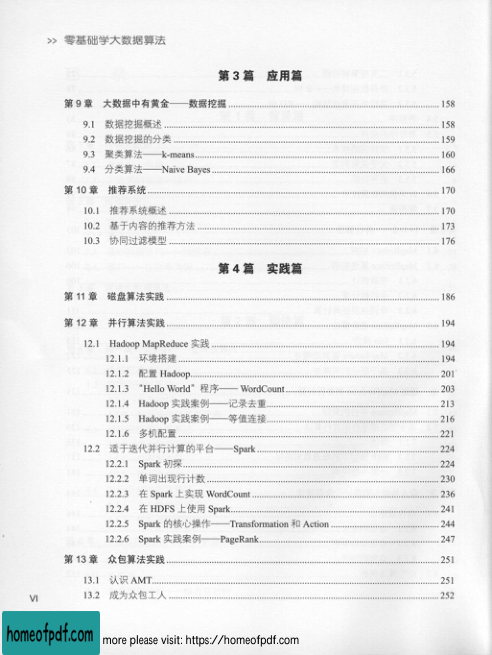 >> 零基础学大数据算法
第 3 篇 应用篇
第 9 章 大数据中有黄金——数据挖掘 158
9.1 数据挖掘概述 158
9.2 数据挖掘的分类 159
9.3 聚类算法——k-means 160
9.4 分类算法——Naive Bayes 166
第 10 章 推荐系统 170
10.1 推荐系统概述 170
10.2 基于内容的推荐方法 173
10.3 协同过滤模型 176
第 4 篇 实践篇
第 11 章 磁盘算法实践 186
第 12 章 并行算法实践 194
12.1 Hadoop MapReduce 实践 194
12.1.1 环境搭建 194
12.1.2 配置 Hadoop 201
12.1.3 “Hello World”程序—— WordCount 203
12.1.4 Hadoop 实践案例——记录去重 213
12.1.5 Hadoop 实践案例——等值连接 216
12.1.6 多机配置 221
12.2 适于迭代并行计算的平台——Spark 224
12.2.1 Spark 初探 224
12.2.2 单词出现行计数 230
12.2.3 在 Spark 上实现 WordCount 236
12.2.4 在 HDFS 上使用 Spark 241
12.2.5 Spark 的核心操作——Transformation 和 Action 244
12.2.6 Spark 实践案例——PageRank 247
第 13 章 众包算法实践 251
13.1 认识 AMT 251
13.2 成为众包工人 252
VI
homeofpdf.com more please visit: https://homeofpdf.com